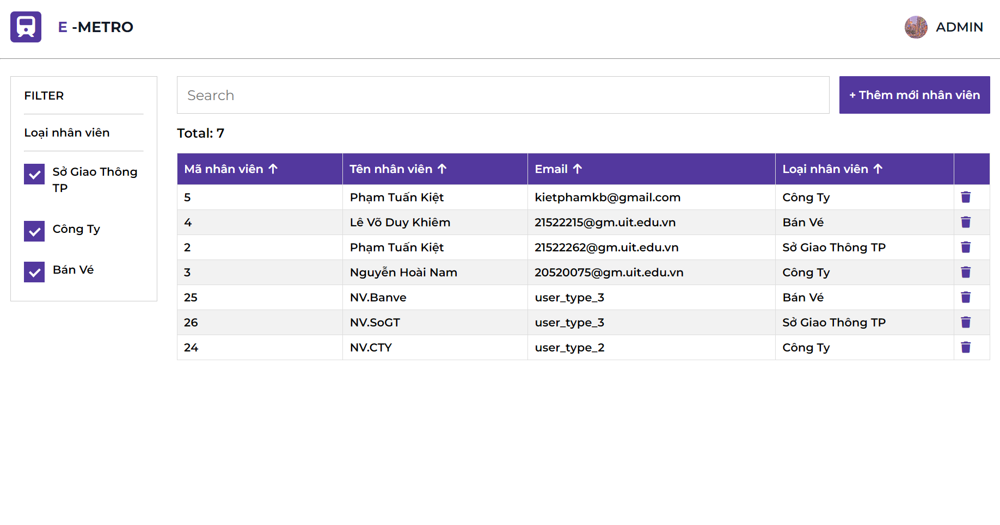 E -METRO
ADMIN
FILTER
Loại nhân viên
Sở Giao Thông
TP
Công Ty
Bán Vé
Search
+ Thêm mới nhân viên
Total: 7
Mã nhân viên Tên nhân viên Email Loại nhân viên
5 Phạm Tuấn Kiệt kietphamkb@gmail.com Công Ty
4 Lê Võ Duy Khiêm 21522215@gm.uit.edu.vn Bán Vé
2 Phạm Tuấn Kiệt 21522262@gm.uit.edu.vn Sở Giao Thông TP
3 Nguyễn Hoài Nam 20520075@gm.uit.edu.vn Công Ty
25 NV.Banve user_type_3 Bán Vé
26 NV.SoGT user_type_3 Sở Giao Thông TP
24 NV.CTY user_type_2 Công Ty